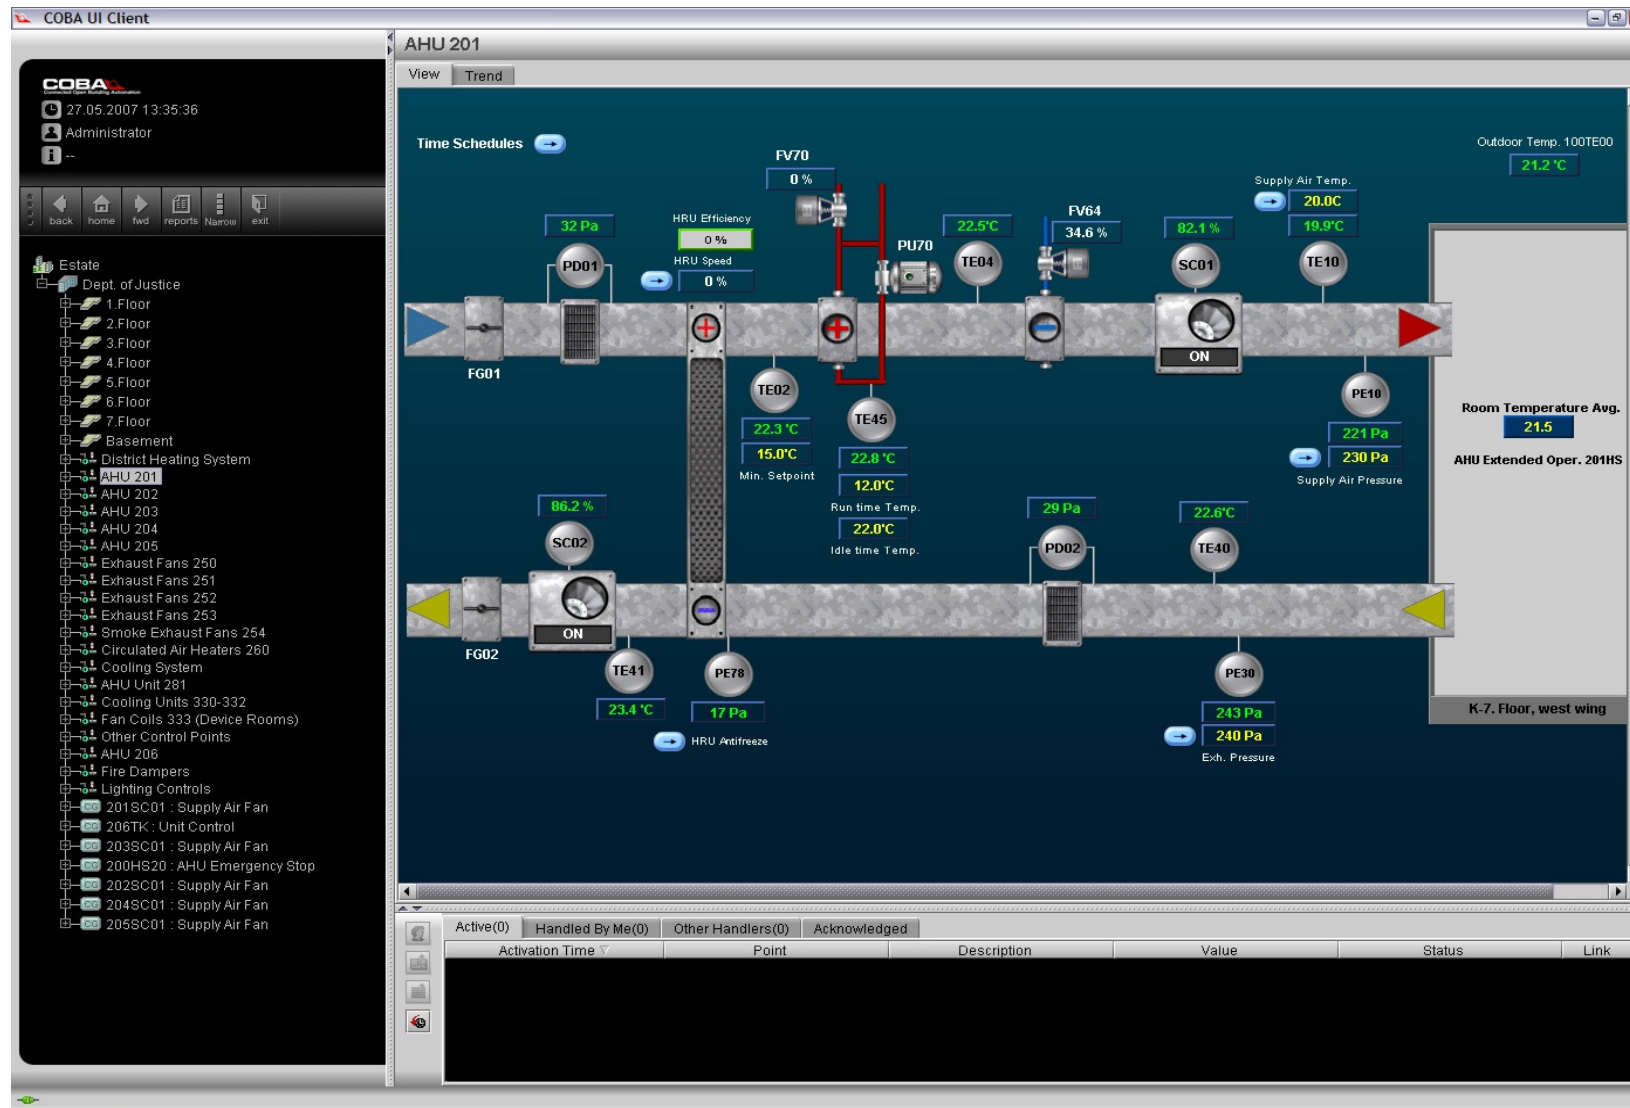 COBA UI Client
COBA
Connected Open Building Automation
27.05.2007 13:35:36
Administrator
--
back home fwd reports Narrow exit
Estate
Dept. of Justice
1.Floor
2.Floor
3.Floor
4.Floor
5.Floor
6.Floor
7.Floor
Basement
District Heating System
AHU 201
AHU 202
AHU 203
AHU 204
AHU 205
Exhaust Fans 250
Exhaust Fans 251
Exhaust Fans 252
Exhaust Fans 253
Smoke Exhaust Fans 254
Circulated Air Heaters 260
Cooling System
AHU Unit 281
Cooling Units 330-332
Fan Coils 333 (Device Rooms)
Other Control Points
AHU 206
Fire Dampers
Lighting Controls
CG 201SC01 : Supply Air Fan
CG 206TK : Unit Control
CG 203SC01 : Supply Air Fan
CG 200HS20 : AHU Emergency Stop
CG 202SC01 : Supply Air Fan
CG 204SC01 : Supply Air Fan
CG 205SC01 : Supply Air Fan
AHU 201
View Trend
Time Schedules
Outdoor Temp. 100TE00
21.2 °C
FV70
0 %
Supply Air Temp.
20.0C
19.9°C
TE10
32 Pa
PD01
HRU Efficiency
0 %
HRU Speed
0 %
PU70
22.5°C
TE04
FV64
34.6 %
82.1 %
SC01
ON
FG01
TE02
22.3 °C
15.0°C
Min. Setpoint
TE45
22.8 °C
12.0°C
Run time Temp.
22.0°C
Idle time Temp.
PE10
221 Pa
230 Pa
Supply Air Pressure
Room Temperature Avg.
21.5
AHU Extended Oper. 201HS
86.2 %
SC02
ON
29 Pa
PD02
22.6°C
TE40
FG02
TE41
23.4 °C
PE78
17 Pa
HRU Antifreeze
PE30
243 Pa
240 Pa
Exh. Pressure
K-7. Floor, west wing
Active(0) Handled By Me(0) Other Handlers(0) Acknowledged
Activation Time Point Description Value Status Link